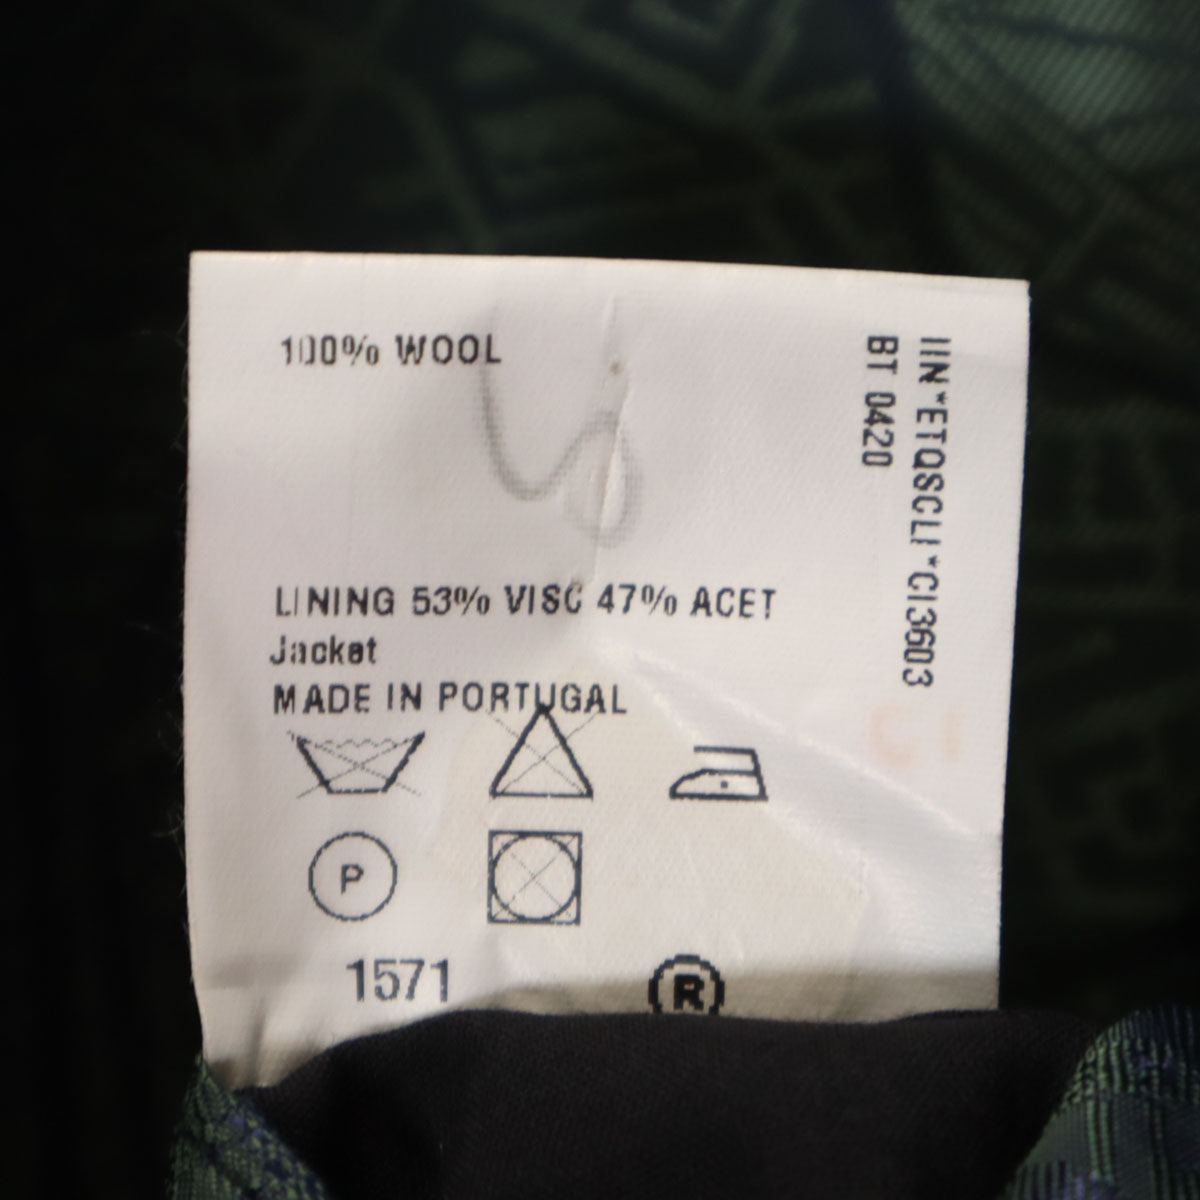 100% WOOL
LINING 53% VISC 47% ACET
Jacket
MADE IN PORTUGAL
P
1571
®
IIN*ETQSCLI*CI3603
BT 0420